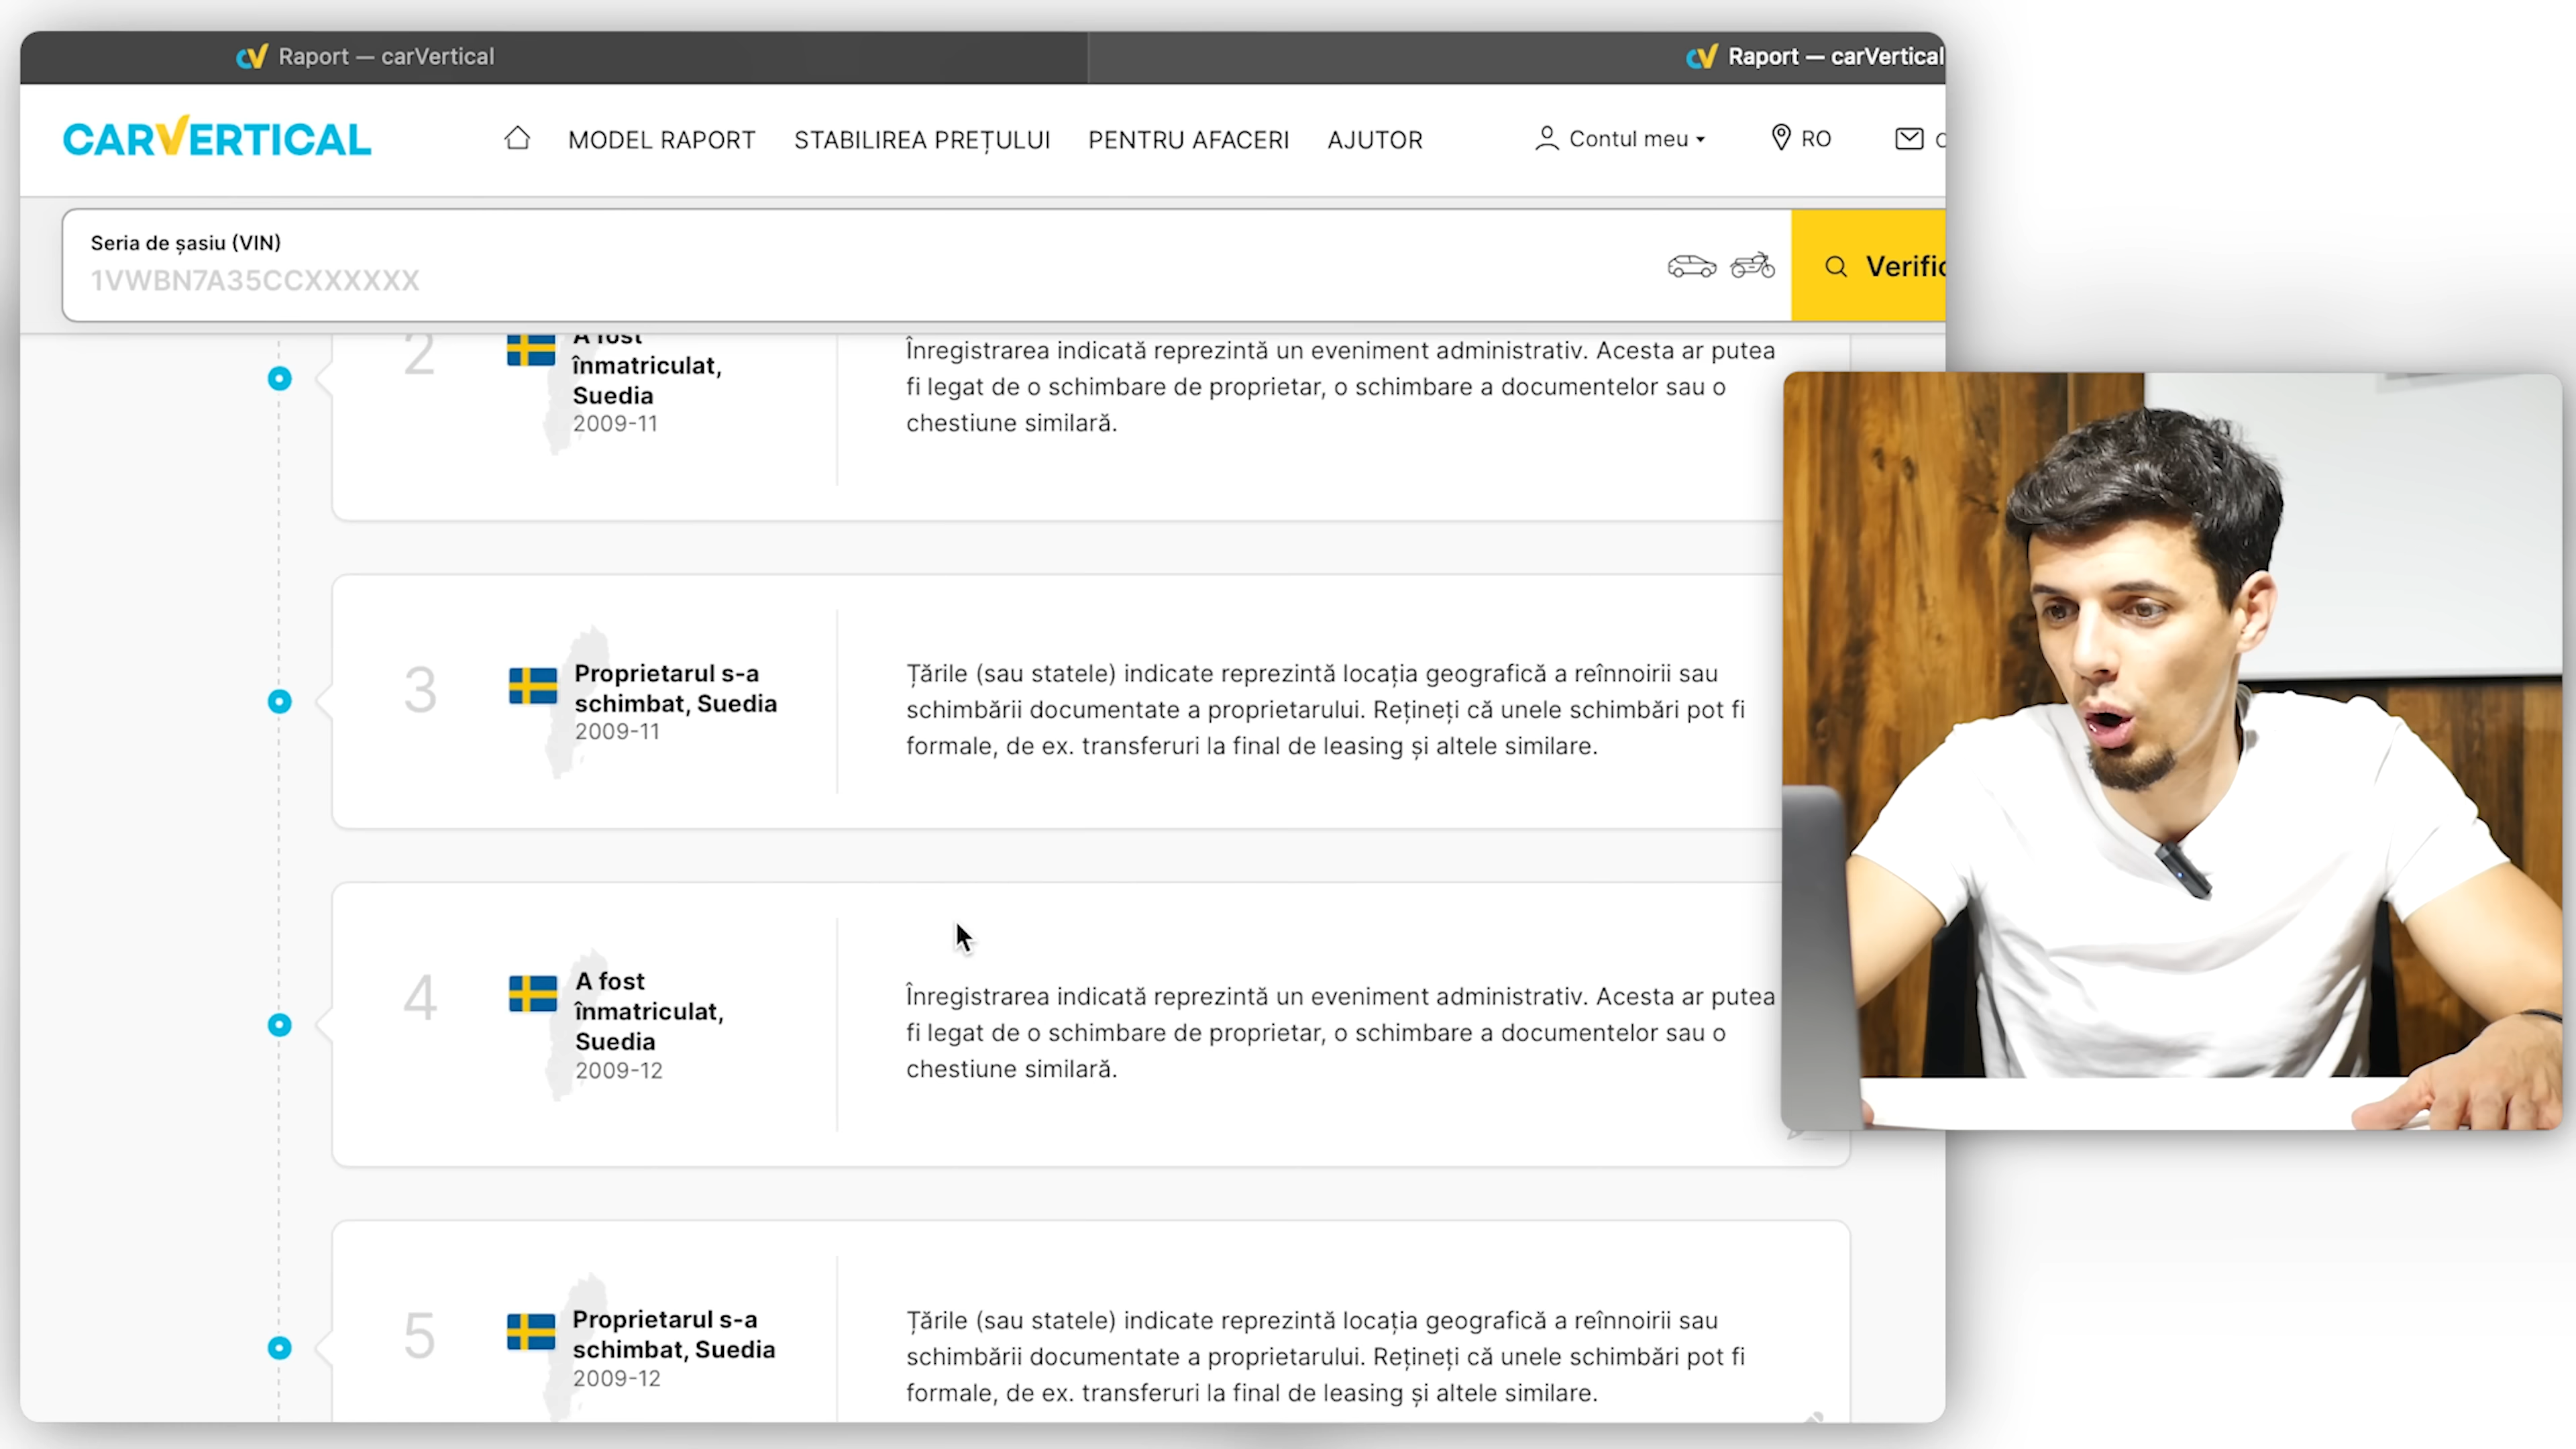 Raport — carVertical
Raport — carVertical
CARVERTICAL
MODEL RAPORT
STABILIREA PREȚULUI
PENTRU AFACERI
AJUTOR
Contul meu
RO
Seria de șasiu (VIN)
1VWBN7A35CCXXXXXX
2
A fost
înmatriculat,
Suedia
2009-11
Înregistrarea indicată reprezintă un eveniment administrativ. Acesta ar putea
fi legat de o schimbare de proprietar, o schimbare a documentelor sau o
chestiune similară.
3
Proprietarul s-a
schimbat, Suedia
2009-11
Țările (sau statele) indicate reprezintă locația geografică a reînnoirii sau
schimbării documentate a proprietarului. Rețineți că unele schimbări pot fi
formale, de ex. transferuri la final de leasing și altele similare.
4
A fost
înmatriculat,
Suedia
2009-12
Înregistrarea indicată reprezintă un eveniment administrativ. Acesta ar putea
fi legat de o schimbare de proprietar, o schimbare a documentelor sau o
chestiune similară.
5
Proprietarul s-a
schimbat, Suedia
2009-12
Țările (sau statele) indicate reprezintă locația geografică a reînnoirii sau
schimbării documentate a proprietarului. Rețineți că unele schimbări pot fi
formale, de ex. transferuri la final de leasing și altele similare.